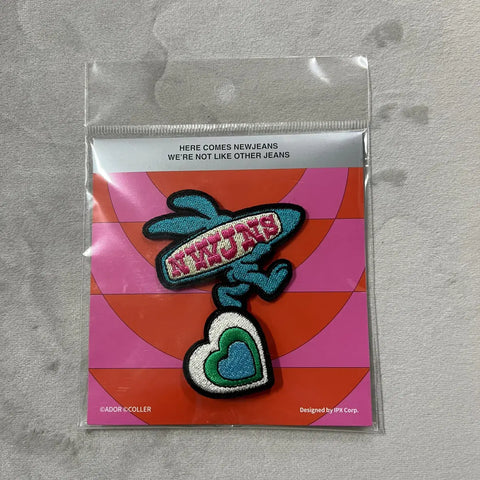 HERE COMES NEWJEANS
WE'RE NOT LIKE OTHER JEANS
NWJNS
©ADOR ©COLLER
Designed by IPX Corp.